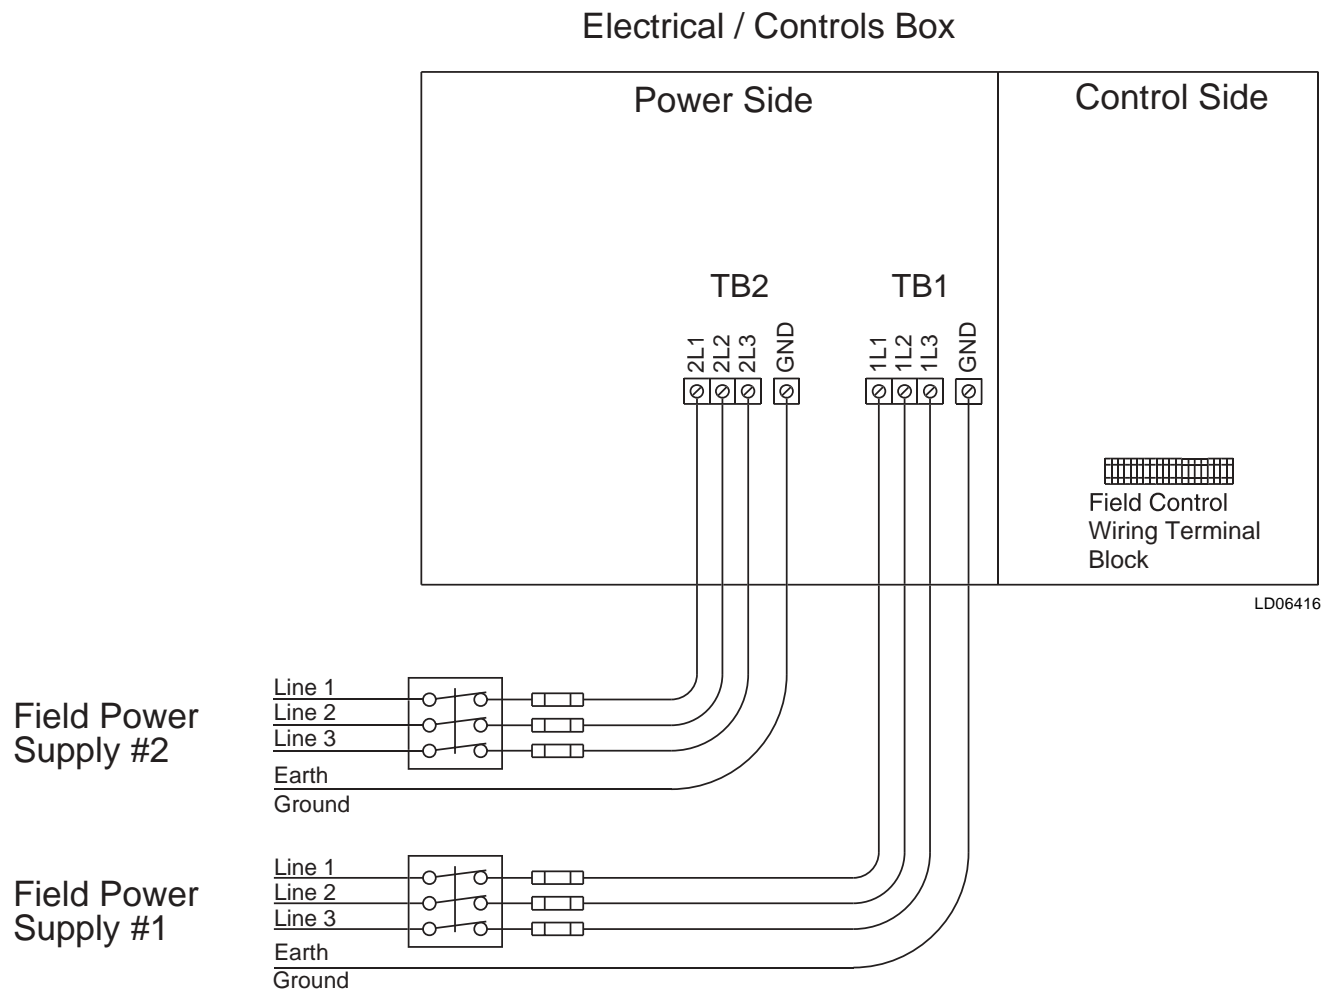 Electrical / Controls Box
Power Side
Control Side
TB2
TB1
2L1
2L2
2L3
GND
1L1
1L2
1L3
GND
Field Control
Wiring Terminal
Block
LD06416
Field Power
Supply #2
Line 1
Line 2
Line 3
Earth
Ground
Field Power
Supply #1
Line 1
Line 2
Line 3
Earth
Ground